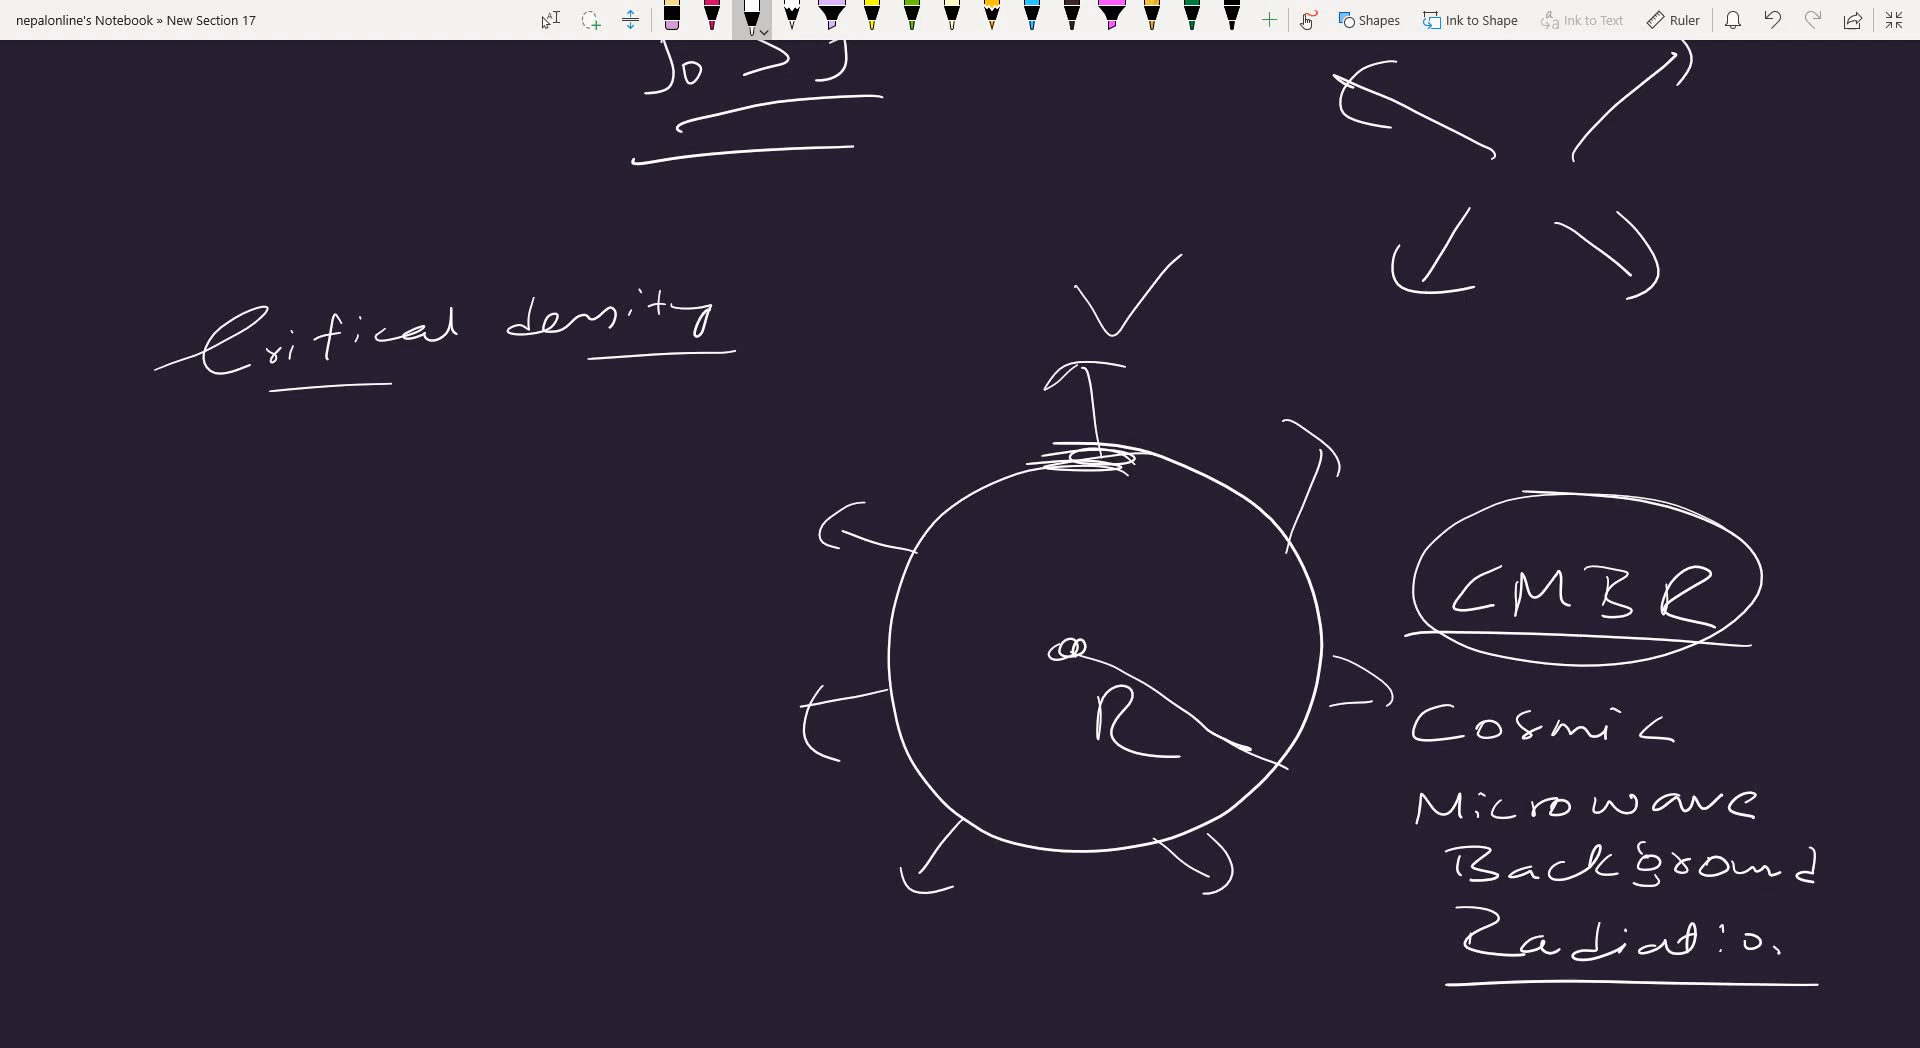 nepalonline's Notebook » New Section 17
Shapes
Ink to Shape
Ink to Text
Ruler
Critical density
R
CMBR
Cosmic
Microwave
Background
Radiation